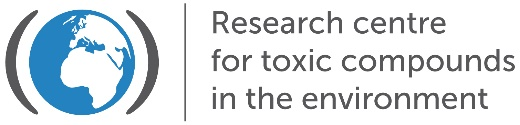 Research centre
for toxic compounds
in the environment